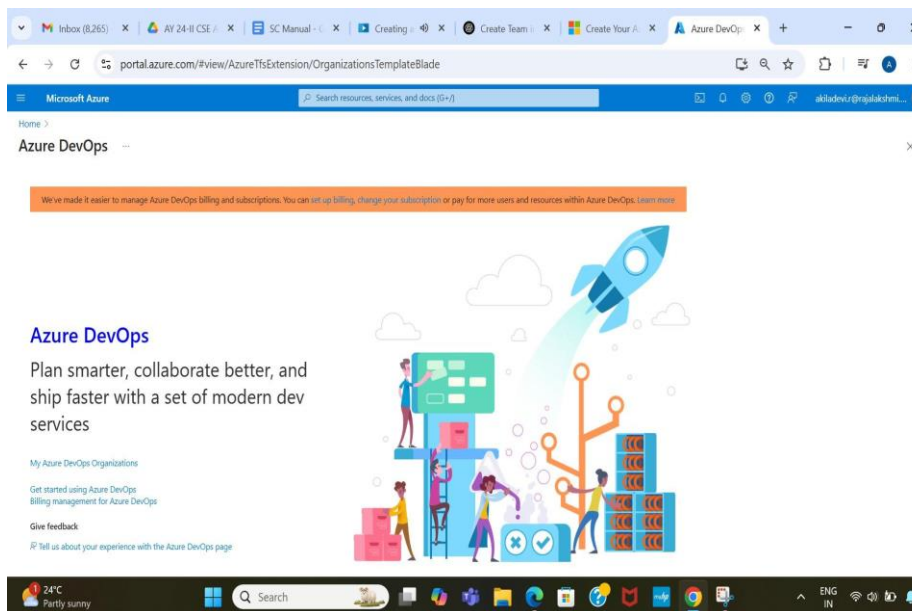 Inbox (8,265)
AY 24-II CSE
SC Manual -
Creating
Create Team
Create Your A
Azure DevOp
portal.azure.com/#view/AzureTfsExtension/OrganizationsTemplateBlade
A
Microsoft Azure
Search resources, services, and docs (G+/)
akiladevi.r@rajalakshmi...
Home >
Azure DevOps ...
We've made it easier to manage Azure DevOps billing and subscriptions. You can set up billing, change your subscription or pay for more users and resources within Azure DevOps. Learn more
Azure DevOps
Plan smarter, collaborate better, and
ship faster with a set of modern dev
services
My Azure DevOps Organizations
Get started using Azure DevOps
Billing management for Azure DevOps
Give feedback
Tell us about your experience with the Azure DevOps page
1
24°C
Partly sunny
Search
ENG
IN